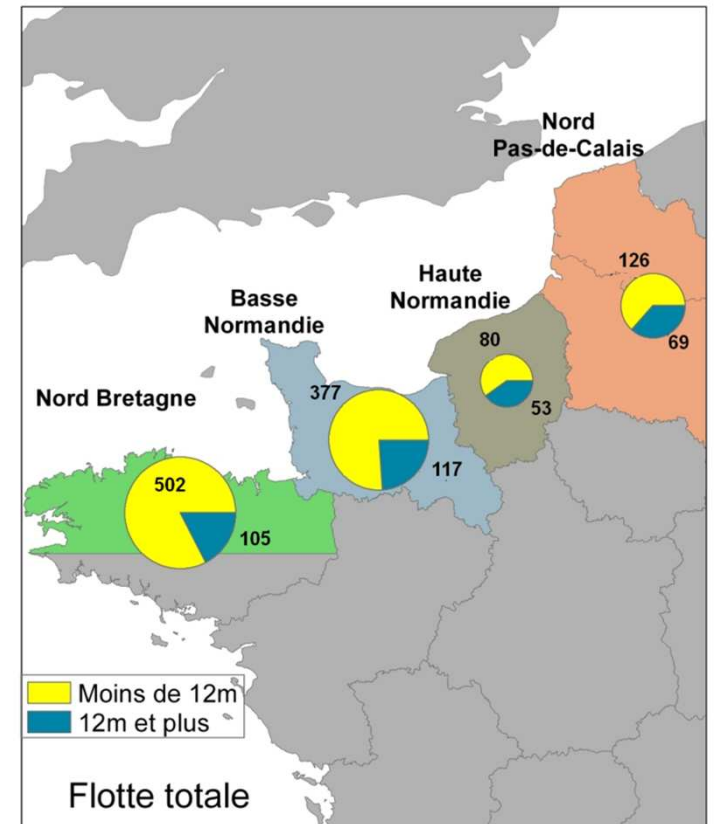 Nord
Pas-de-Calais
126
69
Haute
Normandie
80
53
Basse
Normandie
377
117
Nord Bretagne
502
105
Moins de 12m
12m et plus
Flotte totale